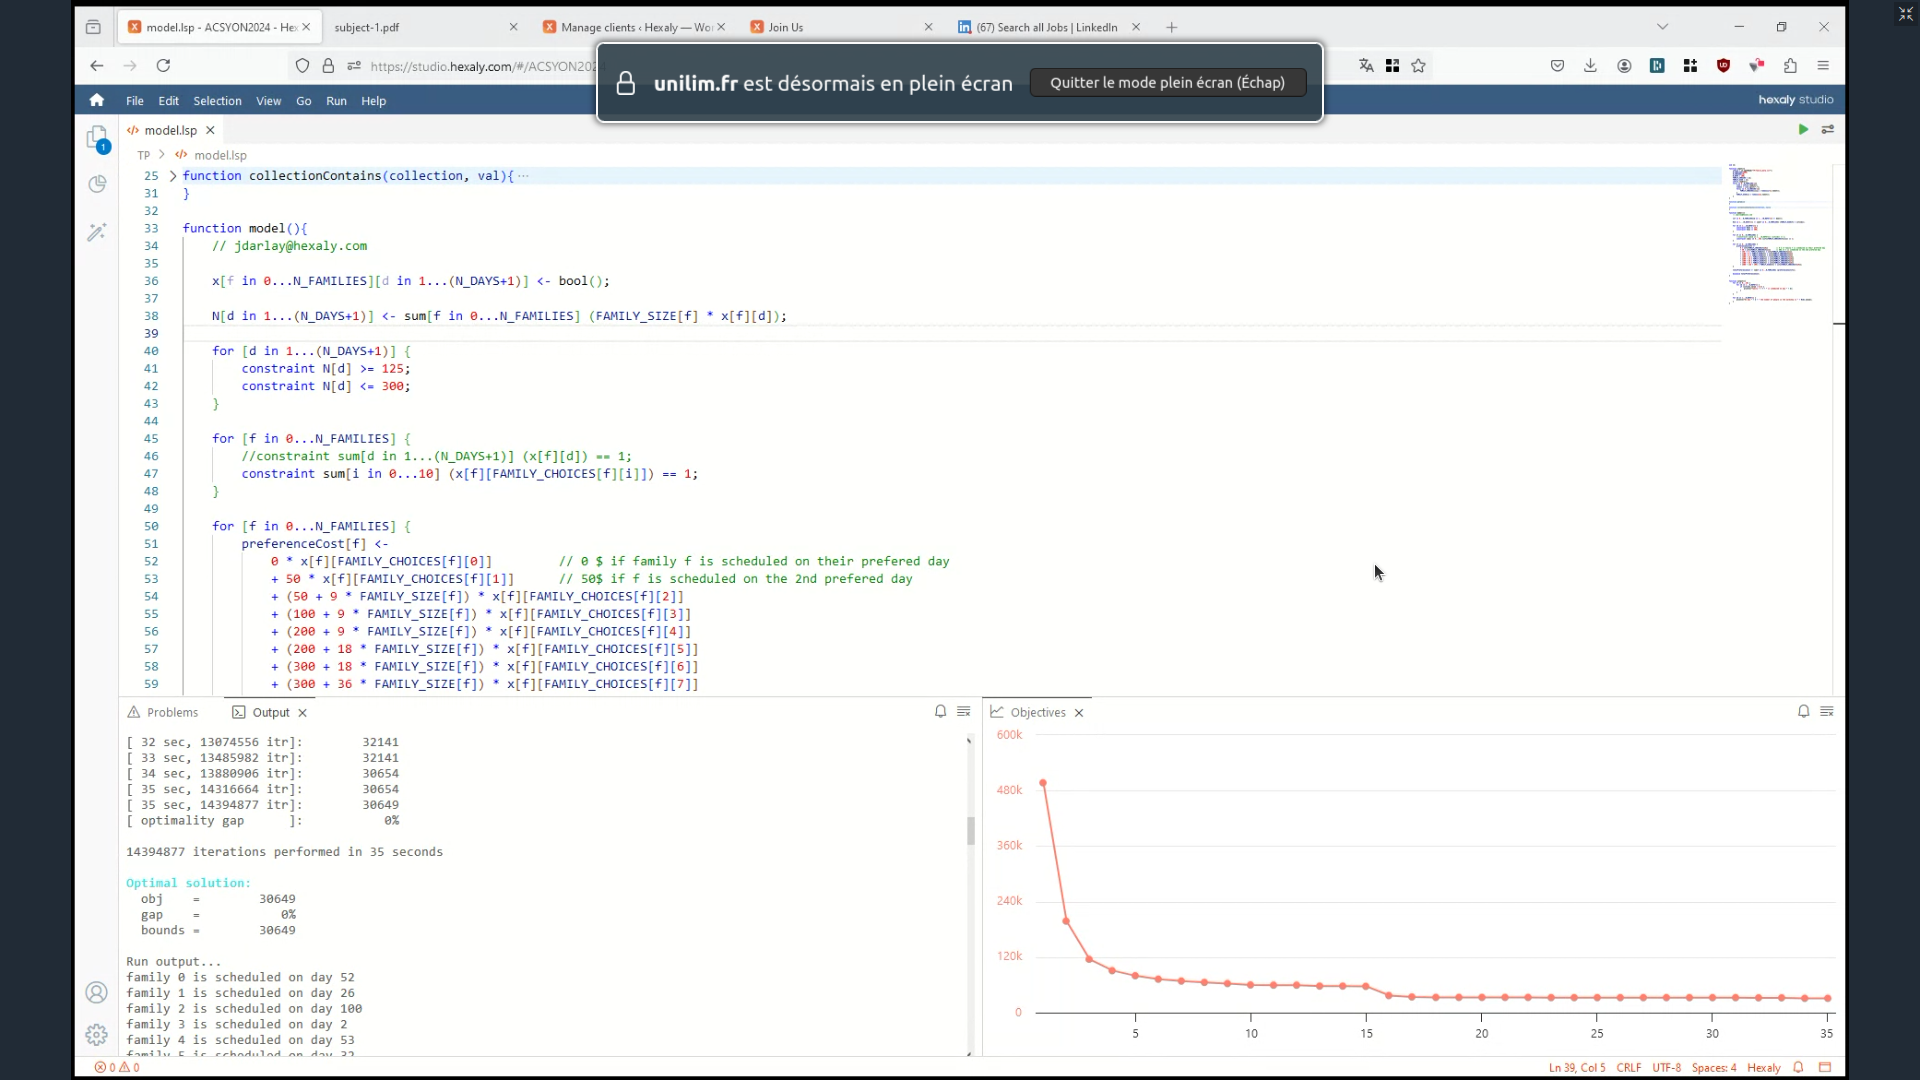 model.lsp - ACSYON2024 - Hex
subject-1.pdf
Manage clients ‹ Hexaly — Wor
Join Us
(67) Search all Jobs | LinkedIn
https://studio.hexaly.com/#/ACSYON202
unilim.fr est désormais en plein écran
Quitter le mode plein écran (Échap)
File Edit Selection View Go Run Help
hexaly studio
model.lsp
TP > model.lsp
1
25 function collectionContains(collection, val){ ···
31 }
32
33 function model(){
34 // jdarlay@hexaly.com
35
36 x[f in 0...N_FAMILIES][d in 1...(N_DAYS+1)] <- bool();
37
38 N[d in 1...(N_DAYS+1)] <- sum[f in 0...N_FAMILIES] (FAMILY_SIZE[f] * x[f][d]);
39
40 for [d in 1...(N_DAYS+1)] {
41 constraint N[d] >= 125;
42 constraint N[d] <= 300;
43 }
44
45 for [f in 0...N_FAMILIES] {
46 //constraint sum[d in 1...(N_DAYS+1)] (x[f][d]) == 1;
47 constraint sum[i in 0...10] (x[f][FAMILY_CHOICES[f][i]]) == 1;
48 }
49
50 for [f in 0...N_FAMILIES] {
51 preferenceCost[f] <-
52 0 * x[f][FAMILY_CHOICES[f][0]] // 0 $ if family f is scheduled on their prefered day
53 + 50 * x[f][FAMILY_CHOICES[f][1]] // 50$ if f is scheduled on the 2nd prefered day
54 + (50 + 9 * FAMILY_SIZE[f]) * x[f][FAMILY_CHOICES[f][2]]
55 + (100 + 9 * FAMILY_SIZE[f]) * x[f][FAMILY_CHOICES[f][3]]
56 + (200 + 9 * FAMILY_SIZE[f]) * x[f][FAMILY_CHOICES[f][4]]
57 + (200 + 18 * FAMILY_SIZE[f]) * x[f][FAMILY_CHOICES[f][5]]
58 + (300 + 18 * FAMILY_SIZE[f]) * x[f][FAMILY_CHOICES[f][6]]
59 + (300 + 36 * FAMILY_SIZE[f]) * x[f][FAMILY_CHOICES[f][7]]
Problems Output
[ 32 sec, 13074556 itr]: 32141
[ 33 sec, 13485982 itr]: 32141
[ 34 sec, 13880906 itr]: 30654
[ 35 sec, 14316664 itr]: 30654
[ 35 sec, 14394877 itr]: 30649
[ optimality gap ]: 0%
14394877 iterations performed in 35 seconds
Optimal solution:
obj = 30649
gap = 0%
bounds = 30649
Run output...
family 0 is scheduled on day 52
family 1 is scheduled on day 26
family 2 is scheduled on day 100
family 3 is scheduled on day 2
family 4 is scheduled on day 53
family 5 is scheduled on day 32
Objectives
600k
480k
360k
240k
120k
0
5 10 15 20 25 30 35
0 0
Ln 39, Col 5 CRLF UTF-8 Spaces: 4 Hexaly